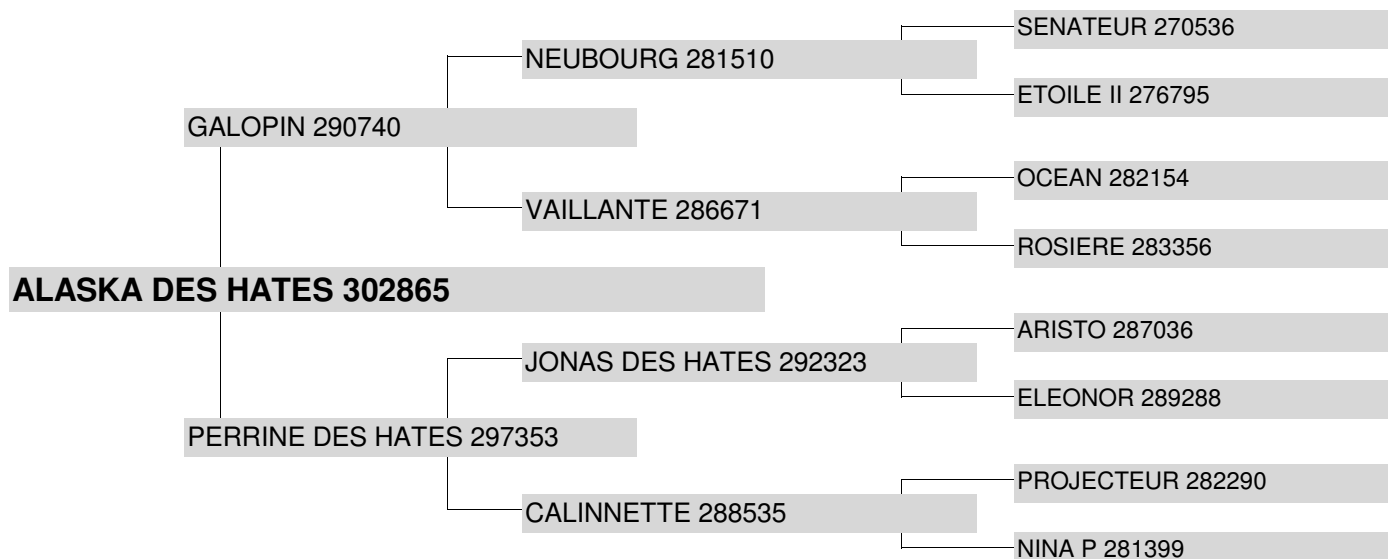 SENATEUR 270536
NEUBOURG 281510
ETOILE II 276795
GALOPIN 290740
OCEAN 282154
VAILLANTE 286671
ROSIERE 283356
ALASKA DES HATES 302865
ARISTO 287036
JONAS DES HATES 292323
ELEONOR 289288
PERRINE DES HATES 297353
PROJECTEUR 282290
CALINNETTE 288535
NINA P 281399